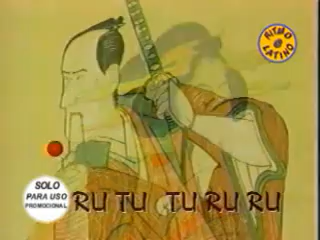 RITMO
LATINO
SOLO
PARA USO
PROMOCIONAL
RU TU TU RU RU